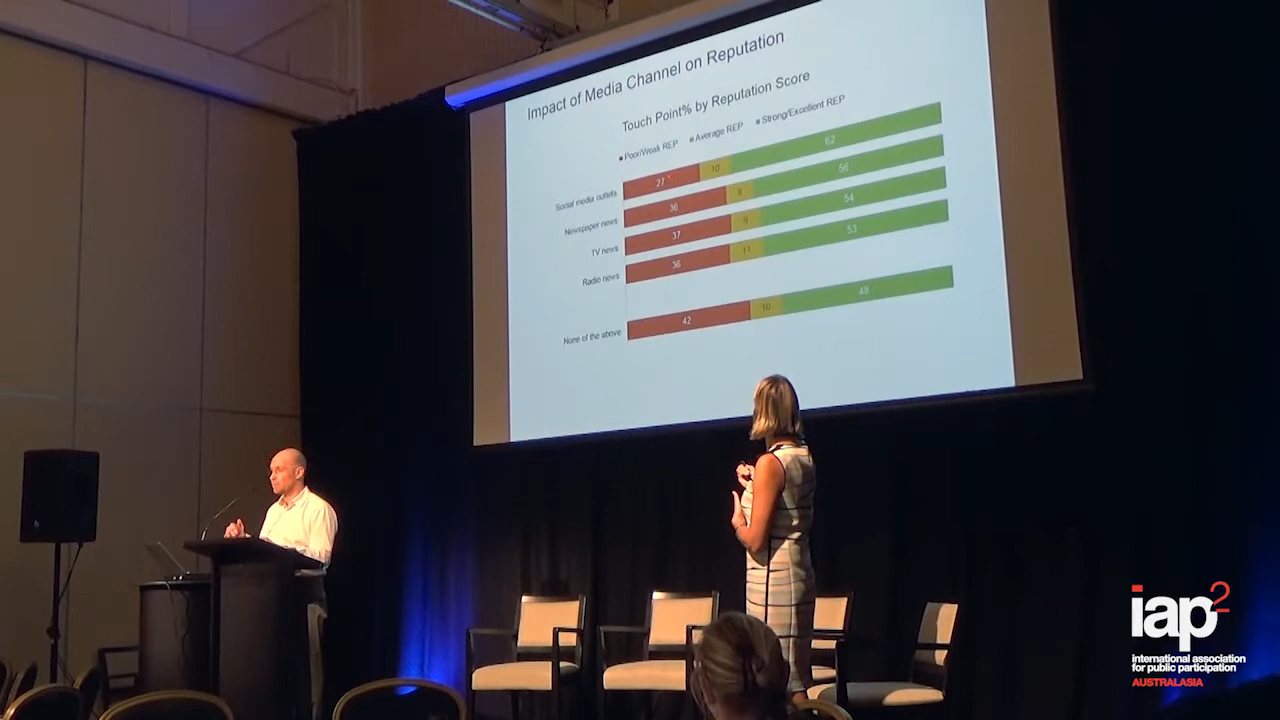 Impact of Media Channel on Reputation
Touch Point% by Reputation Score
Poor/Weak REP Average REP Strong/Excellent REP
Social media outlets 27 10 62
Newspaper news 36 9 56
TV news 37 9 54
Radio news 36 11 53
None of the above 42 10 48
iap2
international association
for public participation
AUSTRALASIA